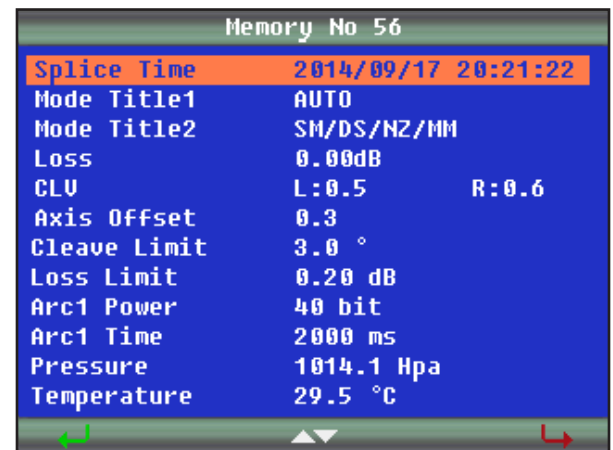 Memory No 56
Splice Time 2014/09/17 20:21:22
Mode Title1 AUTO
Mode Title2 SM/DS/NZ/MM
Loss 0.00dB
CLV L:0.5 R:0.6
Axis Offset 0.3
Cleave Limit 3.0 °
Loss Limit 0.20 dB
Arc1 Power 40 bit
Arc1 Time 2000 ms
Pressure 1014.1 Hpa
Temperature 29.5 °C